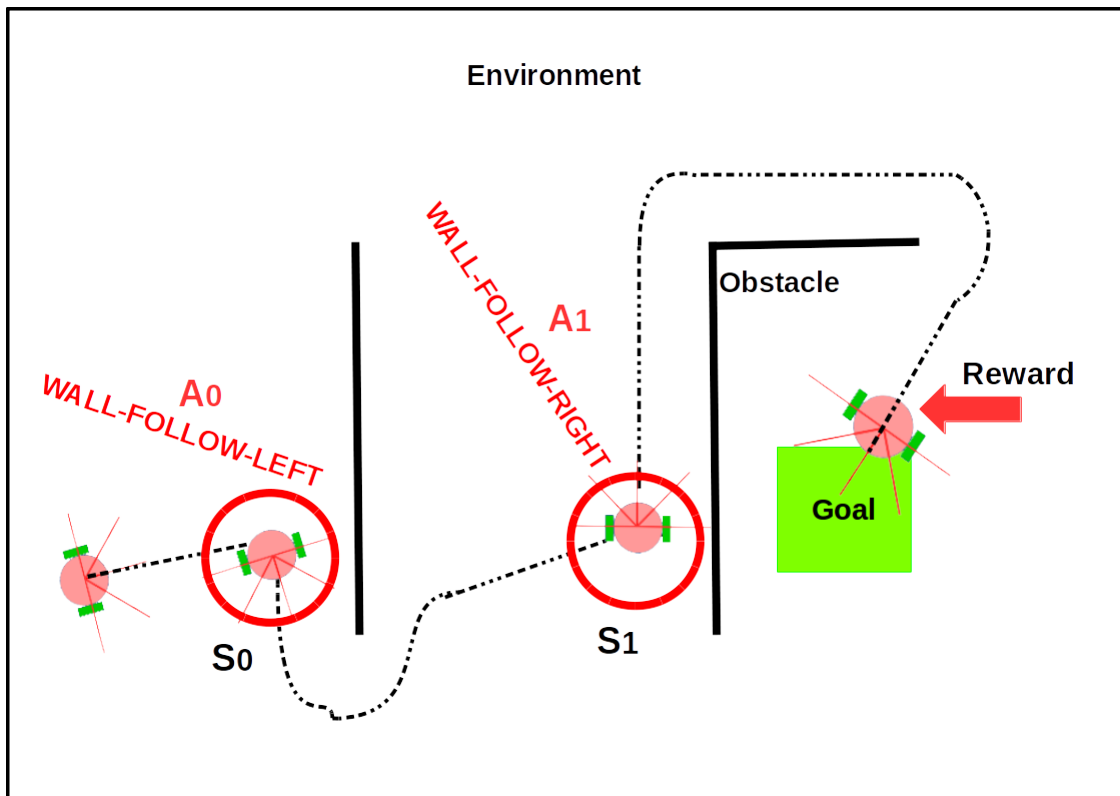 Environment
WALL-FOLLOW-RIGHT
A1
Obstacle
A0
WALL-FOLLOW-LEFT
Reward
Goal
S0
S1